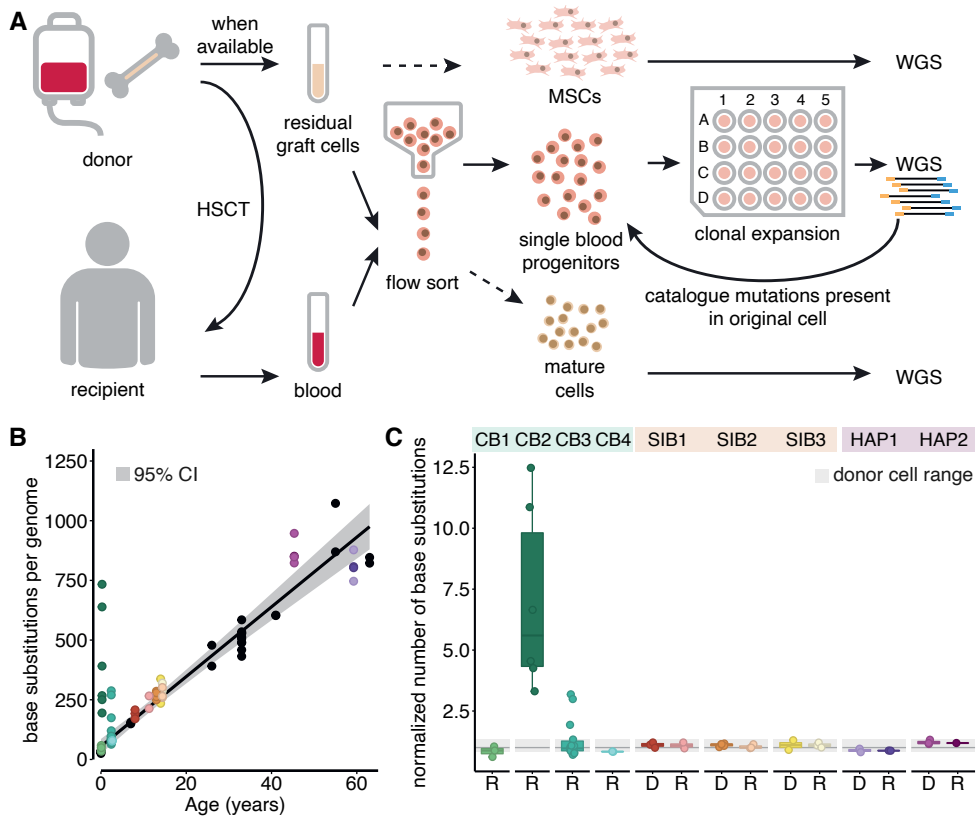 A
when
available
donor
HSCT
residual
graft cells
MSCs
WGS
flow sort
single blood
progenitors
1 2 3 4 5
A
B
C
D
clonal expansion
WGS
catalogue mutations present
in original cell
recipient
blood
mature
cells
WGS
B
95% CI
base substitutions per genome
1250
1000
750
500
250
0
0 20 40 60
Age (years)
C
CB1 CB2 CB3 CB4 SIB1 SIB2 SIB3 HAP1 HAP2
donor cell range
normalized number of base substitutions
12.5
10.0
7.5
5.0
2.5
R R R R D R D R D R D R D R